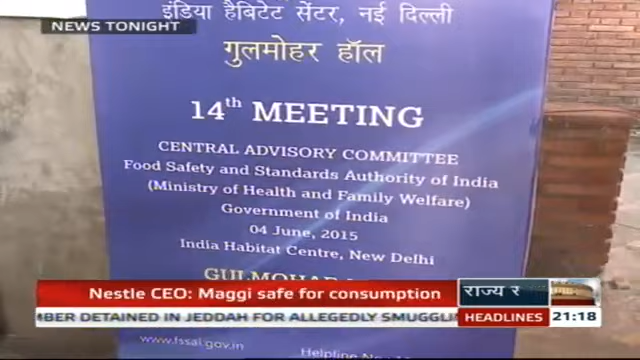 NEWS TONIGHT
इंडिया हैबिटेट सेंटर, नई दिल्ली
गुलमोहर हॉल
14th MEETING
CENTRAL ADVISORY COMMITTEE
Food Safety and Standards Authority of India
(Ministry of Health and Family Welfare)
Government of India
04 June, 2015
India Habitat Centre, New Delhi
Nestle CEO: Maggi safe for consumption
राज्य
DETAINED IN JEDDAH FOR ALLEGEDLY
HEADLINES
21:18
www.fssai.gov.in
Helpline